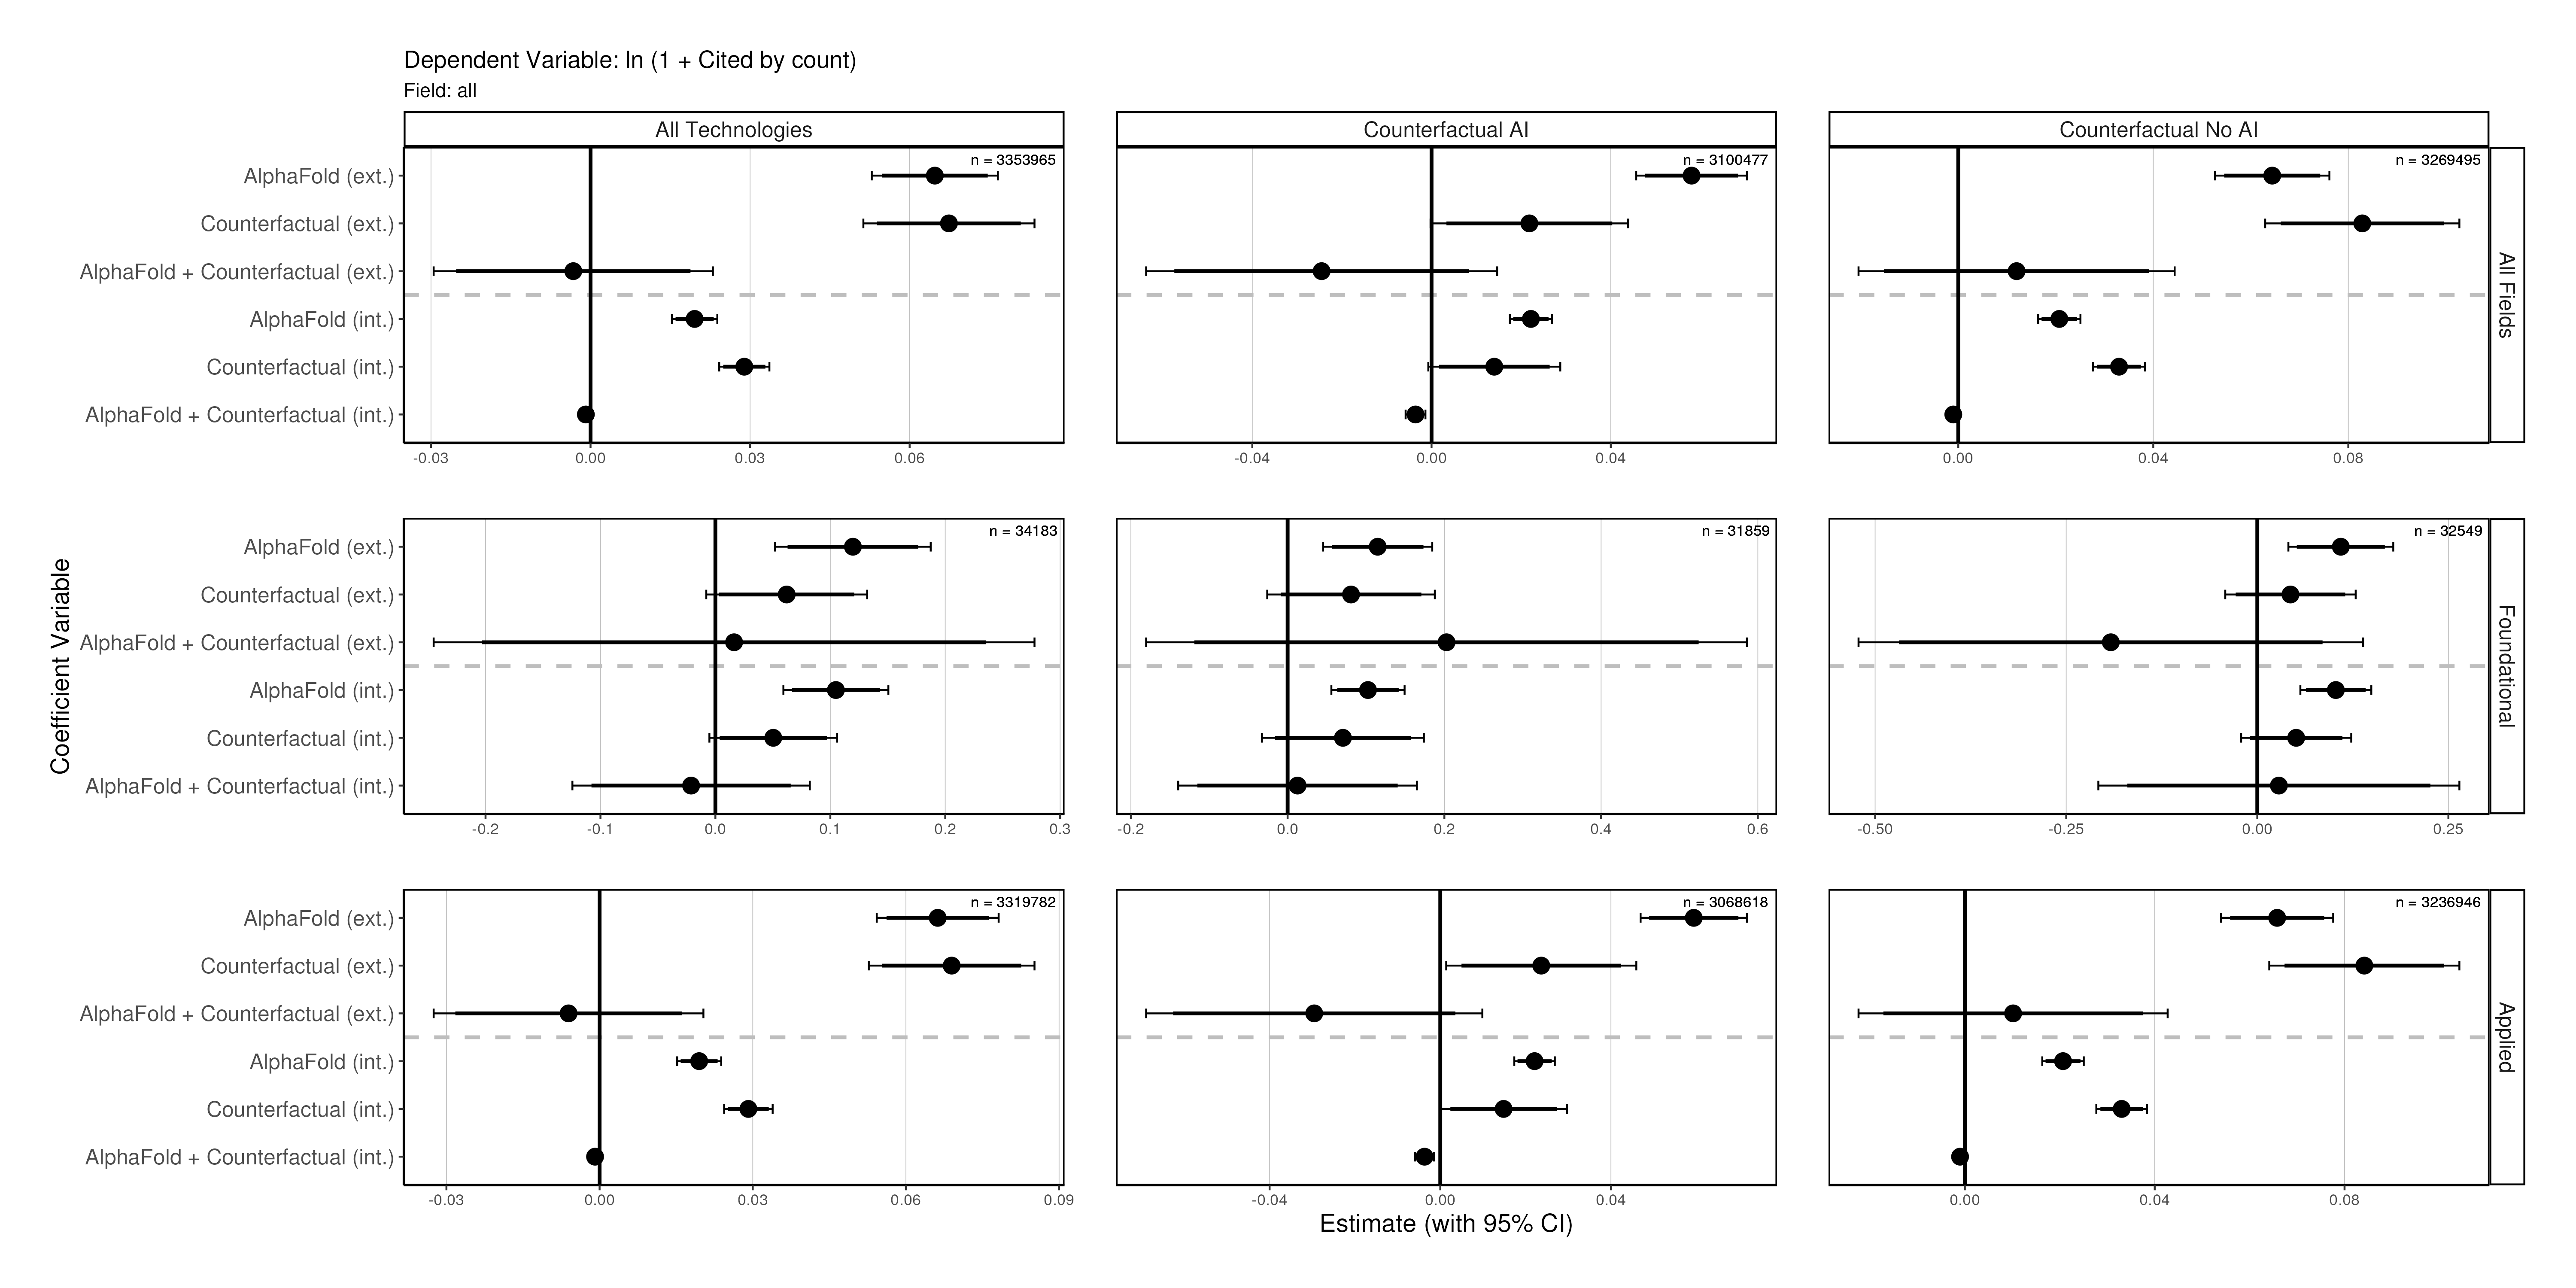 Dependent Variable: ln (1 + Cited by count)
Field: all
All Technologies
Counterfactual AI
Counterfactual No AI
Coefficient Variable
AlphaFold (ext.)
Counterfactual (ext.)
AlphaFold + Counterfactual (ext.)
AlphaFold (int.)
Counterfactual (int.)
AlphaFold + Counterfactual (int.)
n = 3353965
n = 3100477
n = 3269495
All Fields
-0.03 0.00 0.03 0.06
-0.04 0.00 0.04
0.00 0.04 0.08
AlphaFold (ext.)
Counterfactual (ext.)
AlphaFold + Counterfactual (ext.)
AlphaFold (int.)
Counterfactual (int.)
AlphaFold + Counterfactual (int.)
n = 34183
n = 31859
n = 32549
Foundational
-0.2 -0.1 0.0 0.1 0.2 0.3
-0.2 0.0 0.2 0.4 0.6
-0.50 -0.25 0.00 0.25
AlphaFold (ext.)
Counterfactual (ext.)
AlphaFold + Counterfactual (ext.)
AlphaFold (int.)
Counterfactual (int.)
AlphaFold + Counterfactual (int.)
n = 3319782
n = 3068618
n = 3236946
Applied
-0.03 0.00 0.03 0.06 0.09
-0.04 0.00 0.04
0.00 0.04 0.08
Estimate (with 95% CI)